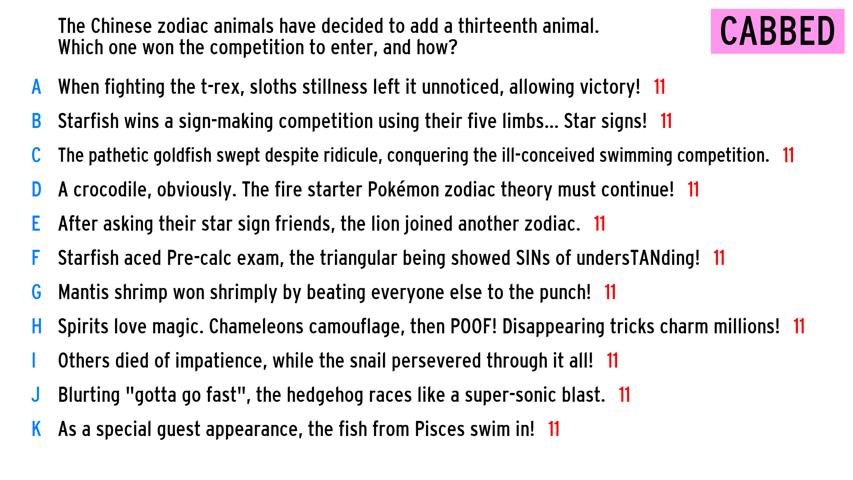 The Chinese zodiac animals have decided to add a thirteenth animal.
Which one won the competition to enter, and how?
CABBED
A When fighting the t-rex, sloths stillness left it unnoticed, allowing victory! 11
B Starfish wins a sign-making competition using their five limbs... Star signs! 11
C The pathetic goldfish swept despite ridicule, conquering the ill-conceived swimming competition. 11
D A crocodile, obviously. The fire starter Pokémon zodiac theory must continue! 11
E After asking their star sign friends, the lion joined another zodiac. 11
F Starfish aced Pre-calc exam, the triangular being showed SINs of undersTANding! 11
G Mantis shrimp won shrimply by beating everyone else to the punch! 11
H Spirits love magic. Chameleons camouflage, then POOF! Disappearing tricks charm millions! 11
I Others died of impatience, while the snail persevered through it all! 11
J Blurting "gotta go fast", the hedgehog races like a super-sonic blast. 11
K As a special guest appearance, the fish from Pisces swim in! 11